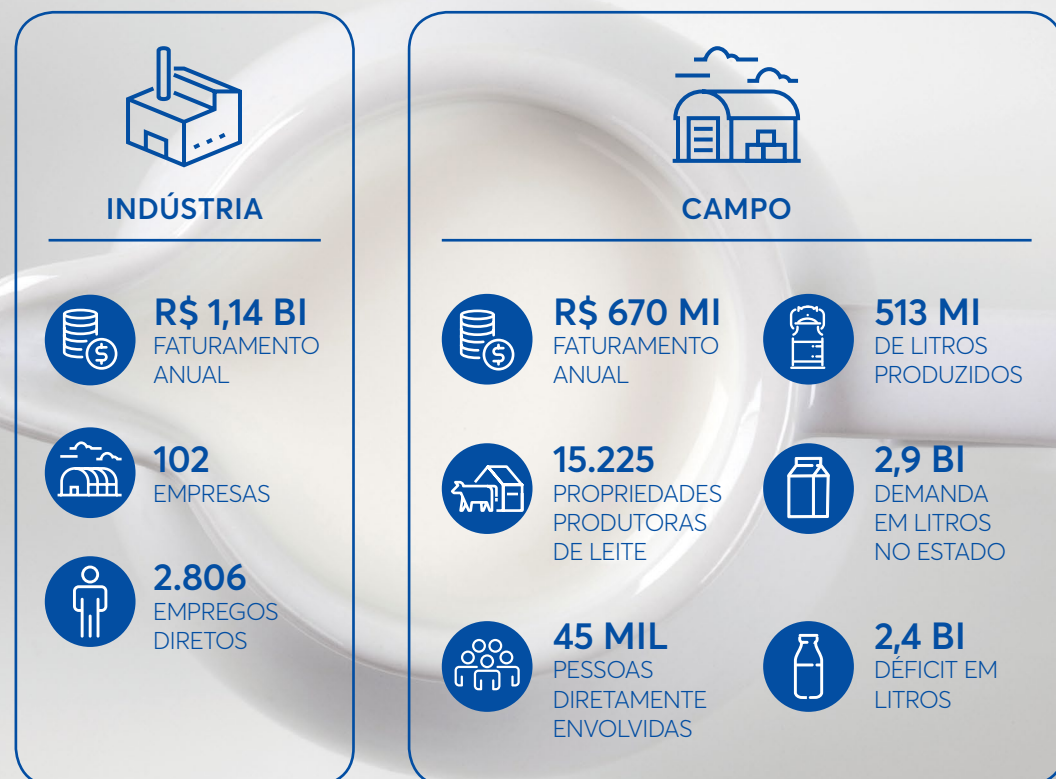 INDÚSTRIA
R$ 1,14 BI
FATURAMENTO
ANUAL
102
EMPRESAS
2.806
EMPREGOS
DIRETOS
CAMPO
R$ 670 MI
FATURAMENTO
ANUAL
15.225
PROPRIEDADES
PRODUTORAS
DE LEITE
45 MIL
PESSOAS
DIRETAMENTE
ENVOLVIDAS
513 MI
DE LITROS
PRODUZIDOS
2,9 BI
DEMANDA
EM LITROS
NO ESTADO
2,4 BI
DÉFICIT EM
LITROS